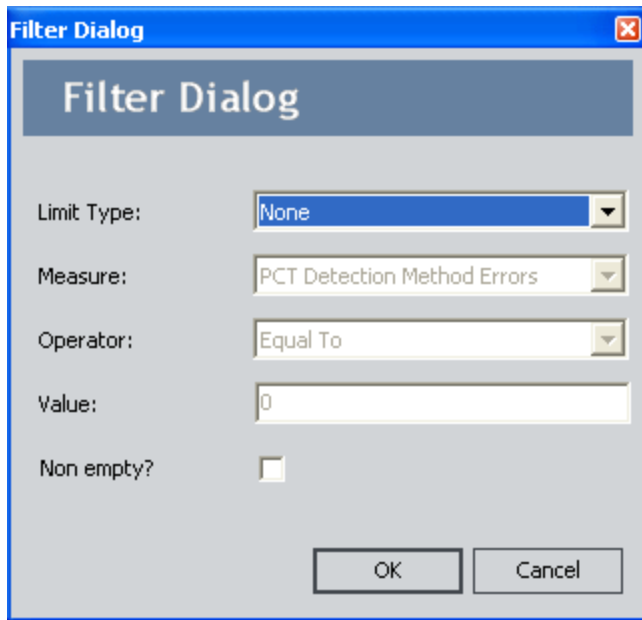 Filter Dialog
Filter Dialog
Limit Type: None
Measure: PCT Detection Method Errors
Operator: Equal To
Value: 0
Non empty?
OK Cancel